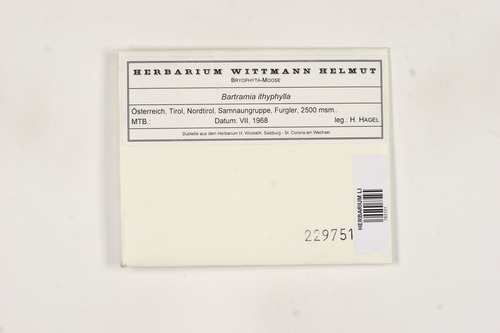 HERBARIUM WITTMANN HELMUT
BRYOPHYTA-MOOSE
Bartramia ithyphylla
Österreich, Tirol, Nordtirol, Samnaungruppe, Furgler, 2500 msm..
MTB.: Datum: VII. 1968 leg.: H. HAGEL
Dublette aus dem Herbarium H. WAGNER, Salzburg - St. Corona am Wechsel
HERBARIUM LI
229751